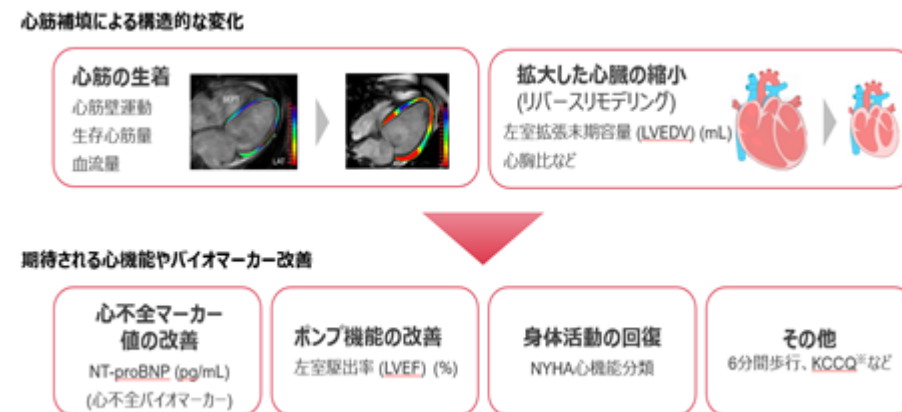 心筋補填による構造的な変化
心筋の生着
心筋壁運動
生存心筋量
血流量
SEPT
LAT
拡大した心臓の縮小
(リバースリモデリング)
左室拡張末期容量 (LVEDV) (mL)
心胸比など
期待される心機能やバイオマーカー改善
心不全マーカー
値の改善
NT-proBNP (pg/mL)
(心不全バイオマーカー)
ポンプ機能の改善
左室駆出率 (LVEF) (%)
身体活動の回復
NYHA心機能分類
その他
6分間歩行、KCCQ※など